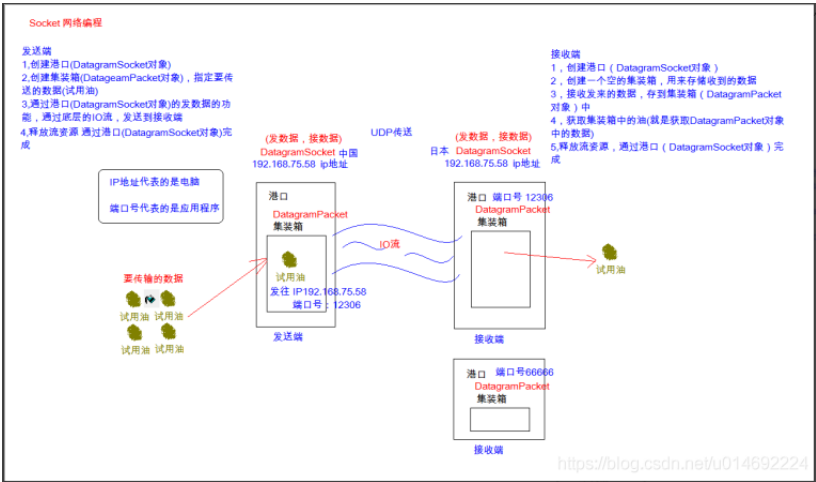 Socket 网络编程
发送端
1,创建港口(DatagramSocket对象)
2,创建集装箱(DategeamPacket对象)，指定要传
送的数据(试用油)
3,通过港口(DatagramSocket对象)的发数据的功
能，通过底层的IO流，发送到接收端
4,释放流资源 通过港口(DatagramSocket对象)完
成
接收端
1，创建港口（DatagramSocket对象）
2，创建一个空的集装箱，用来存储收到的数据
3，接收发来的数据，存到集装箱（DatagramPacket
对象）中
4，获取集装箱中的油(就是获取DatagramPacket对象
中的数据)
5,释放流资源，通过港口（DatagramSocket对象）完
成
IP地址代表的是电脑
端口号代表的是应用程序
(发数据，接数据)
DatagramSocket 中国
192.168.75.58 ip地址
UDP传送
(发数据，接数据)
日本 DatagramSocket
192.168.75.58 ip地址
港口
DatagramPacket
集装箱
试用油
发往 IP192.168.75.58
端口号：12306
发送端
IO流
港口 端口号 12306
DatagramPacket
集装箱
接收端
试用油
要传输的数据
试用油 试用油
试用油 试用油
港口 端口号66666
DatagramPacket
集装箱
接收端
https://blog.csdn.net/u014692224